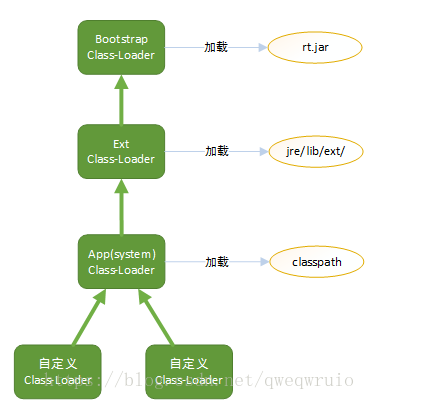 Bootstrap
Class-Loader
加载
rt.jar
Ext
Class-Loader
加载
jre/lib/ext/
App(system)
Class-Loader
加载
classpath
自定义
Class-Loader
自定义
Class-Loader
https://blog.csdn.net/qweqwruio